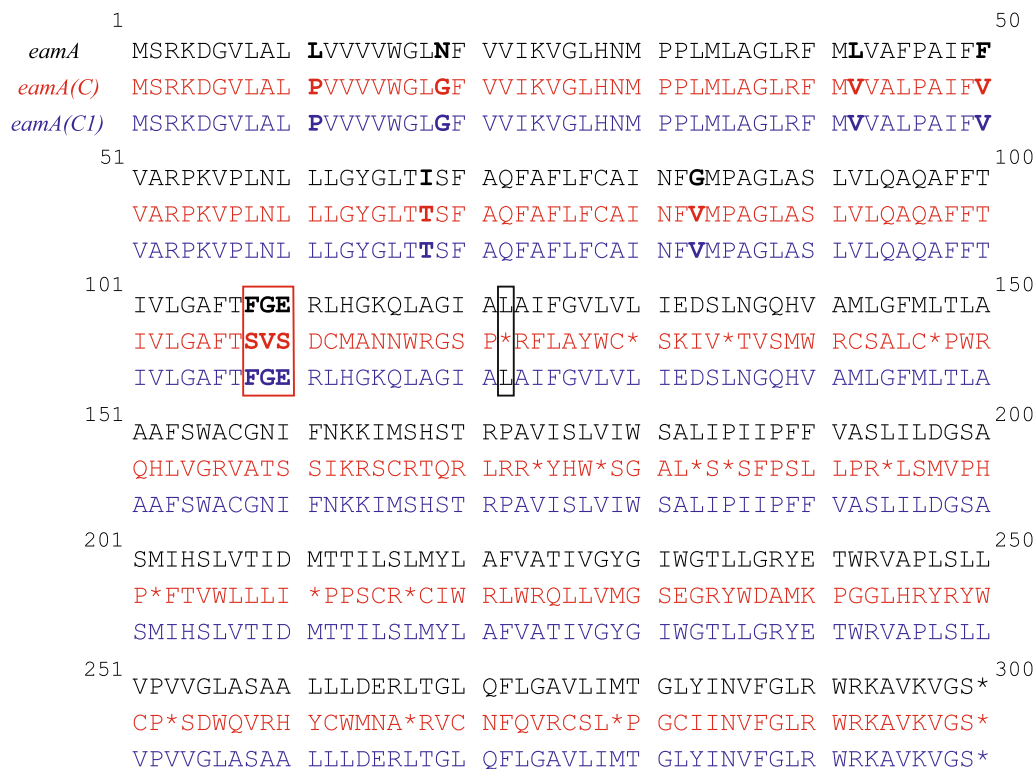 1 50
eamA MSRKDGVLAL LVVVVWGLNF VVIKVGLHNM PPLMLAGLRF MLVAFPAIFF
eamA(C) MSRKDGVLAL PVVVVWGLGF VVIKVGLHNM PPLMLAGLRF MVVALPAIFV
eamA(C1) MSRKDGVLAL PVVVVWGLGF VVIKVGLHNM PPLMLAGLRF MVVALPAIFV
51 100
VARPKVPLNL LLGYGLTISF AQFAFLFCAI NFGMPAGLAS LVLQAQAFFT
VARPKVPLNL LLGYGLTTSF AQFAFLFCAI NFVMPAGLAS LVLQAQAFFT
VARPKVPLNL LLGYGLTTSF AQFAFLFCAI NFVMPAGLAS LVLQAQAFFT
101 150
IVLGAFTFGE RLHGKQLAGI ALAIFGVLVL IEDSLNGQHV AMLGFMLTLA
IVLGAFTSVS DCMANNWRGS P*RFLAYWC* SKIV*TVSMW RCSALC*PWR
IVLGAFTFGE RLHGKQLAGI ALAIFGVLVL IEDSLNGQHV AMLGFMLTLA
151 200
AAFSWACGNI FNKKIMSHST RPAVISLVIW SALIPIIPFF VASLILDGSA
QHLVGRVATS SIKRSCRTQR LRR*YHW*SG AL*S*SFPSL LPR*LSMVPH
AAFSWACGNI FNKKIMSHST RPAVISLVIW SALIPIIPFF VASLILDGSA
201 250
SMIHSLVTID MTTILSLMYL AFVATIVGYG IWGTLLGRYE TWRVAPLSLL
P*FTVWLLLI *PPSCR*CIW RLWRQLLVMG SEGRYWDAMK PGGLHRYRYW
SMIHSLVTID MTTILSLMYL AFVATIVGYG IWGTLLGRYE TWRVAPLSLL
251 300
VPVVGLASAA LLLDERLTGL QFLGAVLIMT GLYINVFGLR WRKAVKVGS*
CP*SDWQVRH YCWMNA*RVC NFQVRCSL*P GCIINVFGLR WRKAVKVGS*
VPVVGLASAA LLLDERLTGL QFLGAVLIMT GLYINVFGLR WRKAVKVGS*